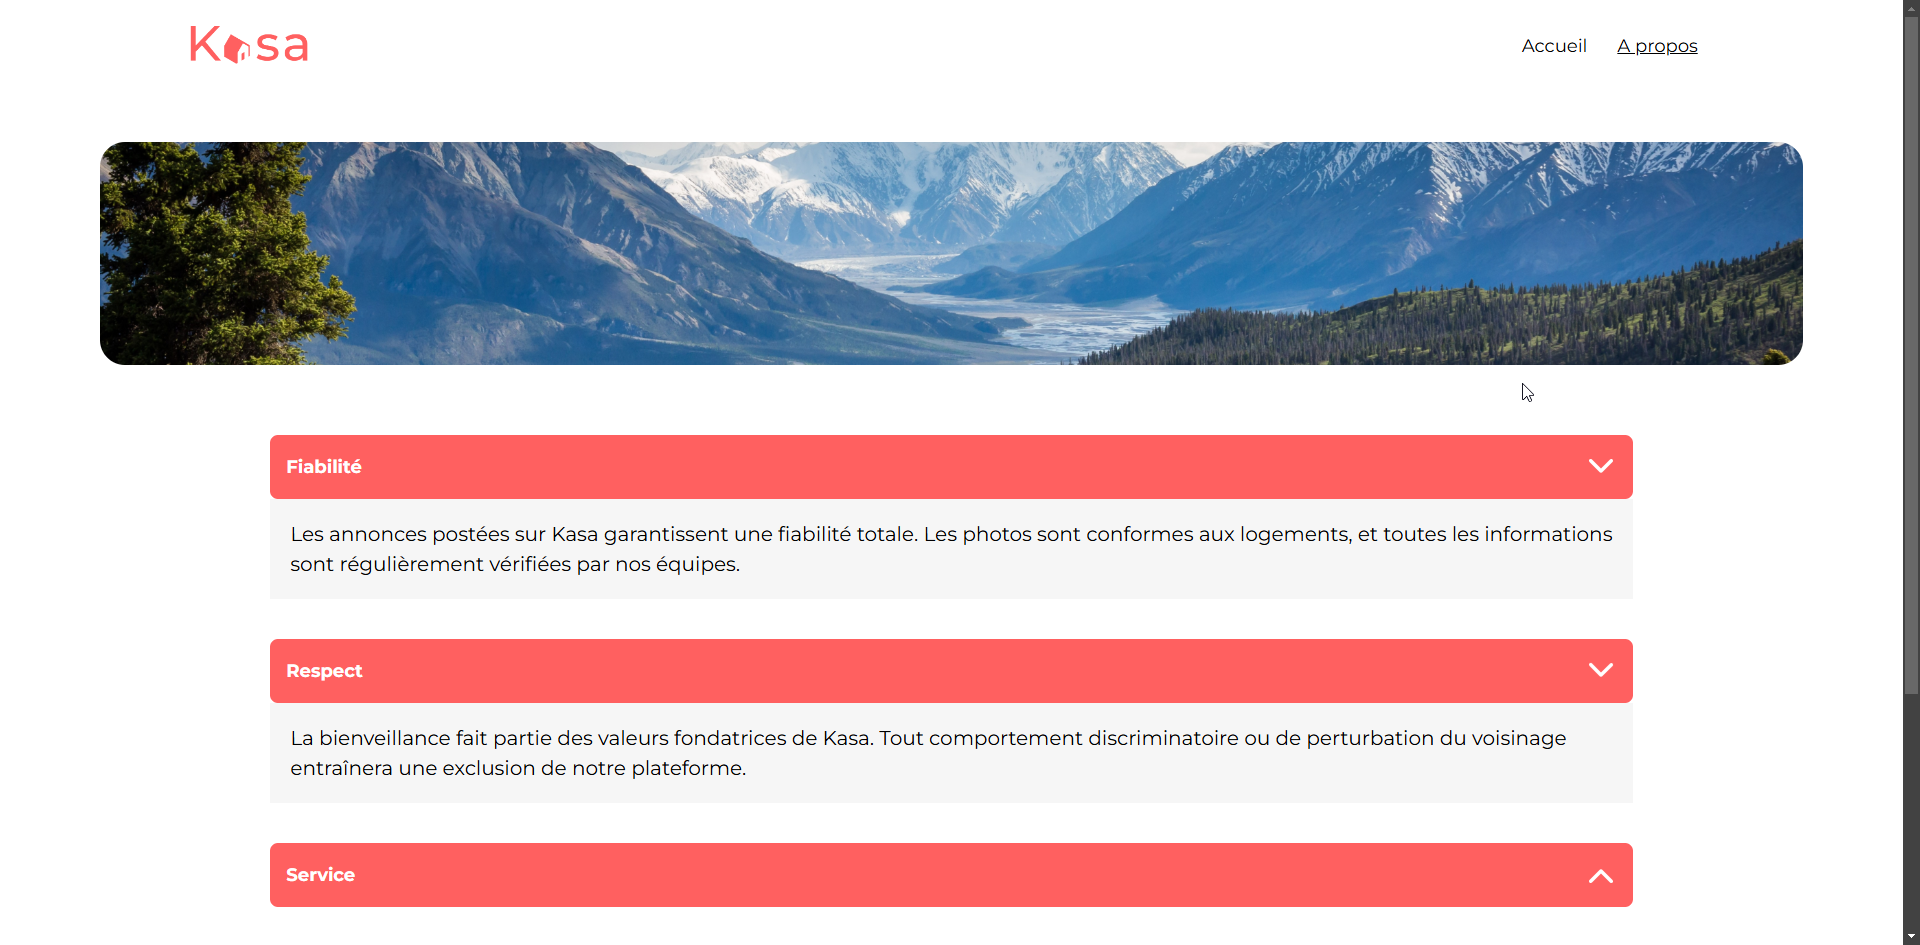 Kasa
Accueil
A propos
Fiabilité
Les annonces postées sur Kasa garantissent une fiabilité totale. Les photos sont conformes aux logements, et toutes les informations
sont régulièrement vérifiées par nos équipes.
Respect
La bienveillance fait partie des valeurs fondatrices de Kasa. Tout comportement discriminatoire ou de perturbation du voisinage
entraînera une exclusion de notre plateforme.
Service